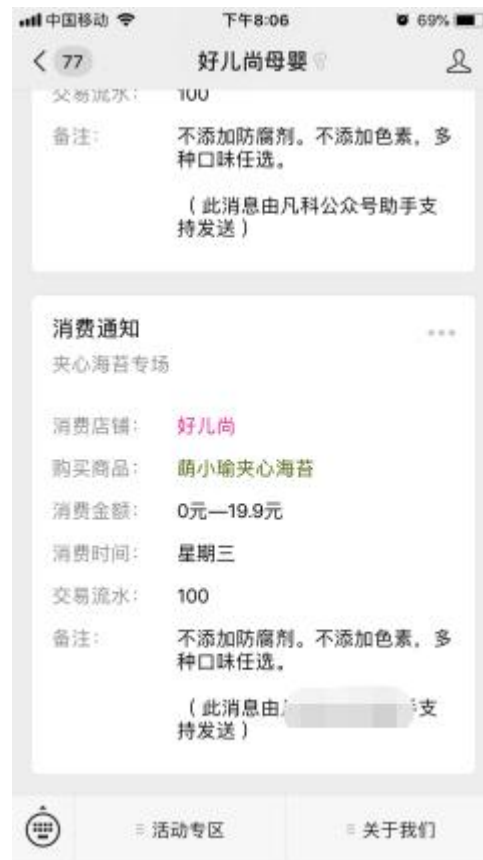 中国移动 下午8:06 69%
77 好儿尚母婴
交易流水: 100
备注: 不添加防腐剂。不添加色素,多
种口味任选。
(此消息由凡科公众号助手支
持发送)
消费通知
夹心海苔专场
消费店铺: 好儿尚
购买商品: 萌小瑜夹心海苔
消费金额: 0元—19.9元
消费时间: 星期三
交易流水: 100
备注: 不添加防腐剂。不添加色素,多
种口味任选。
(此消息由 支
持发送)
活动专区 关于我们